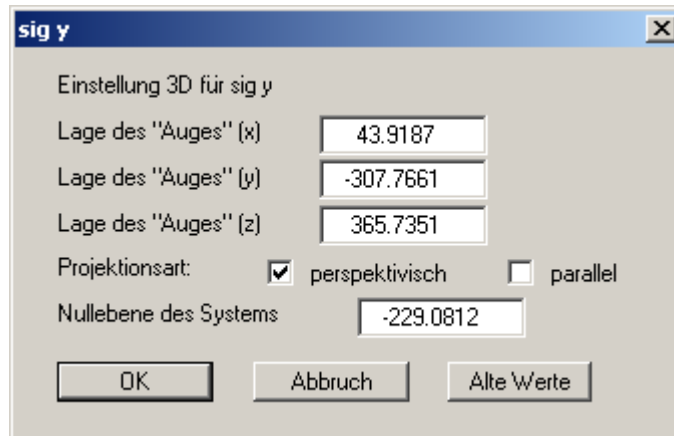 sig y
Einstellung 3D für sig y
Lage des "Auges" (x) 43.9187
Lage des "Auges" (y) -307.7661
Lage des "Auges" (z) 365.7351
Projektionsart: perspektivisch parallel
Nullebene des Systems -229.0812
OK Abbruch Alte Werte